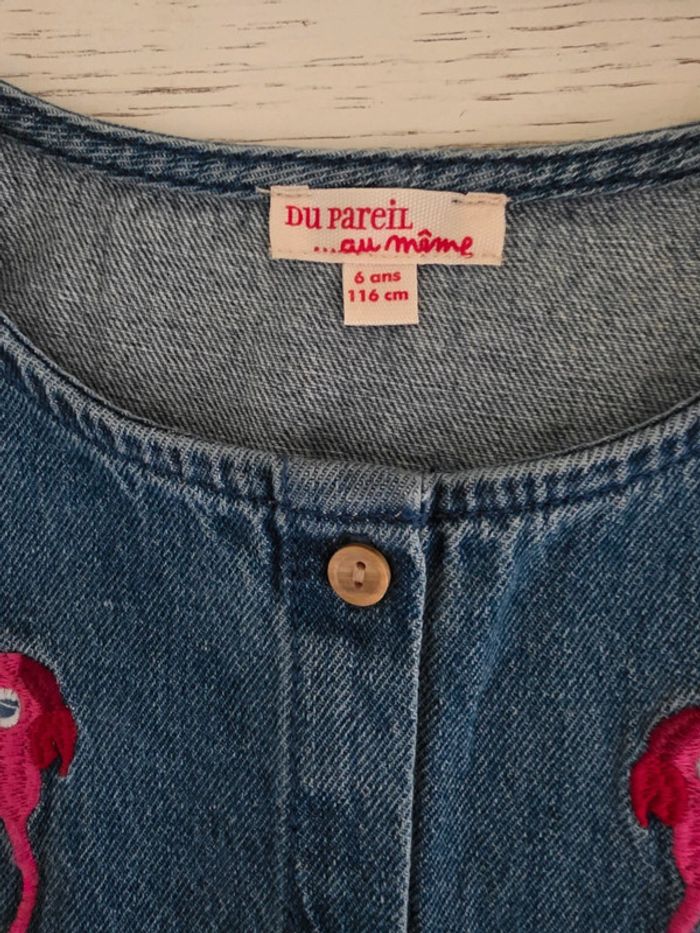 Du Pareil
...au même
6 ans
116 cm